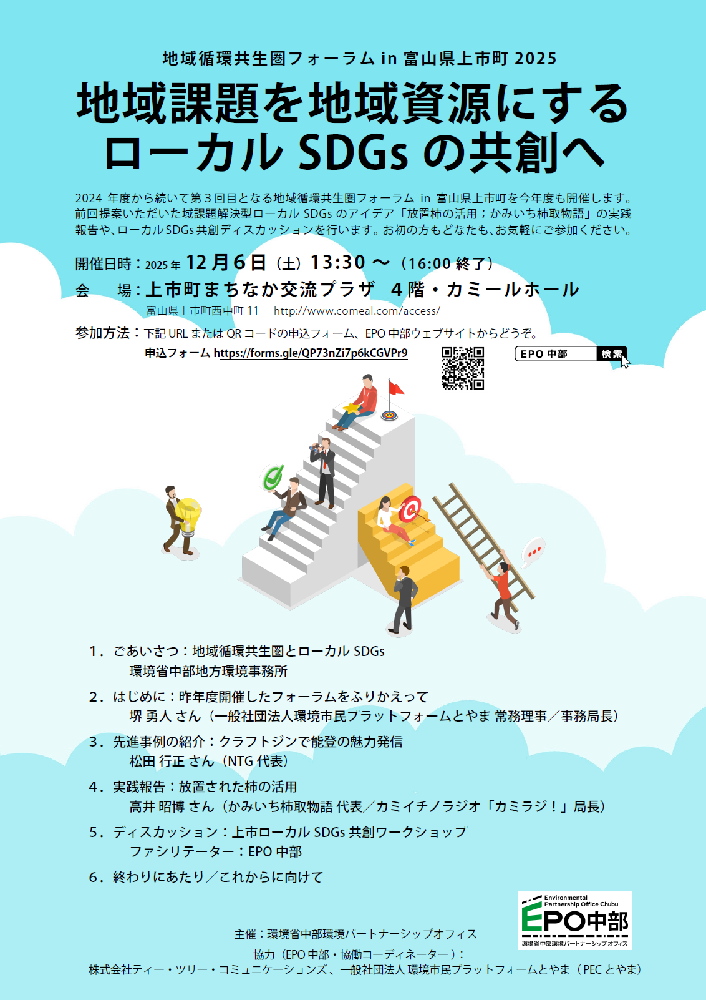 地域循環共生圏フォーラム in 富山県上市町 2025
地域課題を地域資源にする
ローカル SDGs の共創へ
2024 年度から続いて第３回目となる地域循環共生圏フォーラム in 富山県上市町を今年度も開催します。
前回提案いただいた域課題解決型ローカル SDGs のアイデア「放置柿の活用；かみいち柿取物語」の実践
報告や、ローカルSDGs共創ディスカッションを行います。お初の方もどなたも、お気軽にご参加ください。
開催日時：2025 年 12 月６日（土）13:30 ～（16:00 終了）
会　　場：上市町まちなか交流プラザ　４階・カミールホール
富山県上市町西中町 11　http://www.comeal.com/access/
参加方法：下記 URL または QR コードの申込フォーム、EPO 中部ウェブサイトからどうぞ。
申込フォーム https://forms.gle/QP73nZi7p6kCGVPr9
EPO 中部 検索
１．ごあいさつ：地域循環共生圏とローカル SDGs
環境省中部地方環境事務所
２．はじめに：昨年度開催したフォーラムをふりかえって
堺 勇人 さん（一般社団法人環境市民プラットフォームとやま 常務理事／事務局長）
３．先進事例の紹介：クラフトジンで能登の魅力発信
松田 行正 さん（NTG 代表）
４．実践報告：放置された柿の活用
高井 昭博 さん（かみいち柿取物語 代表／カミイチノラジオ「カミラジ！」局長）
５．ディスカッション：上市ローカル SDGs 共創ワークショップ
ファシリテーター：EPO 中部
６．終わりにあたり／これからに向けて
Environmental
Partnership Office Chubu
EPO中部
環境省中部環境パートナーシップオフィス
主催：環境省中部環境パートナーシップオフィス
協力（EPO 中部・協働コーディネーター）：
株式会社ティー・ツリー・コミュニケーションズ、一般社団法人 環境市民プラットフォームとやま（PEC とやま）